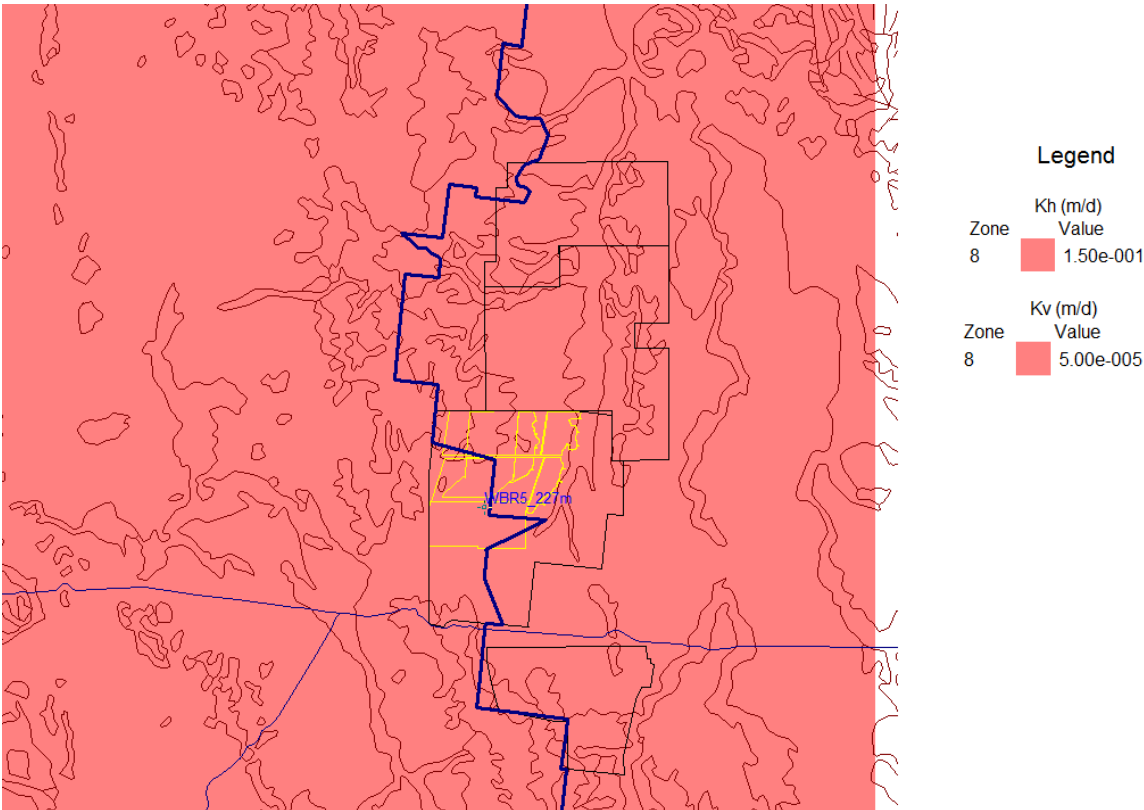 Legend
Kh (m/d)
Zone Value
8 1.50e-001
Kv (m/d)
Zone Value
8 5.00e-005
WBR5_227m